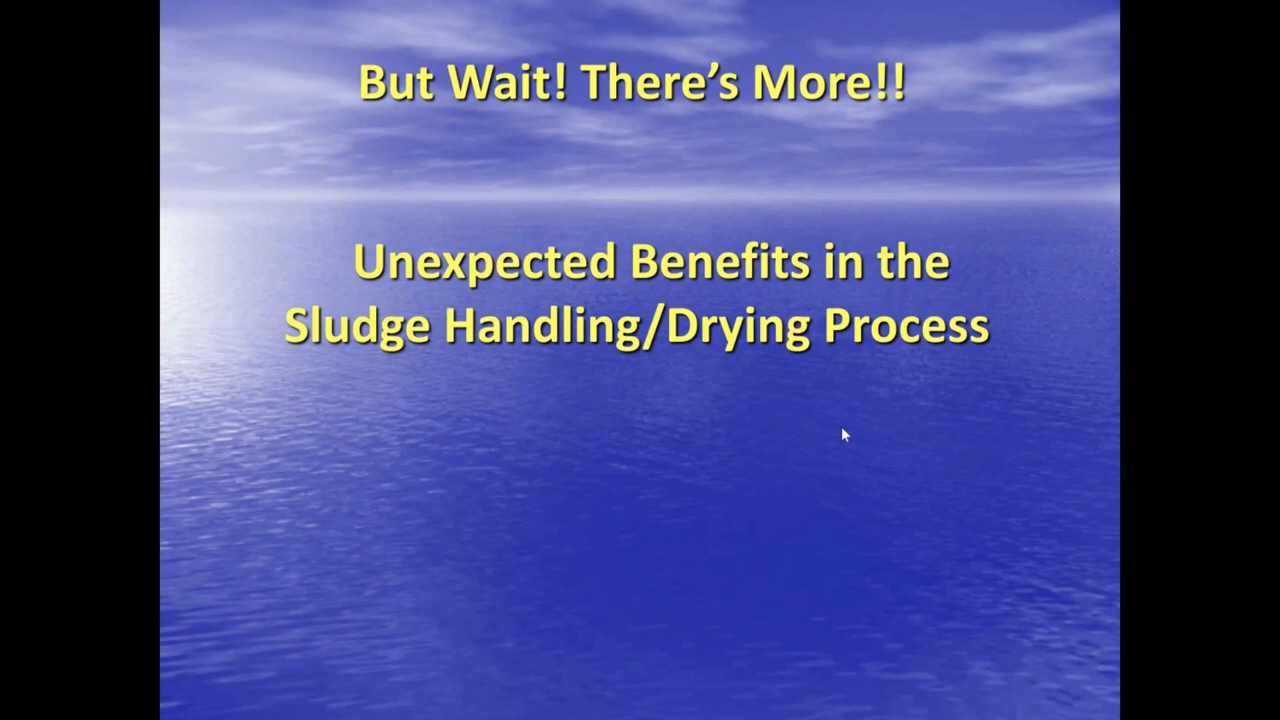 But Wait! There’s More!!
Unexpected Benefits in the
Sludge Handling/Drying Process